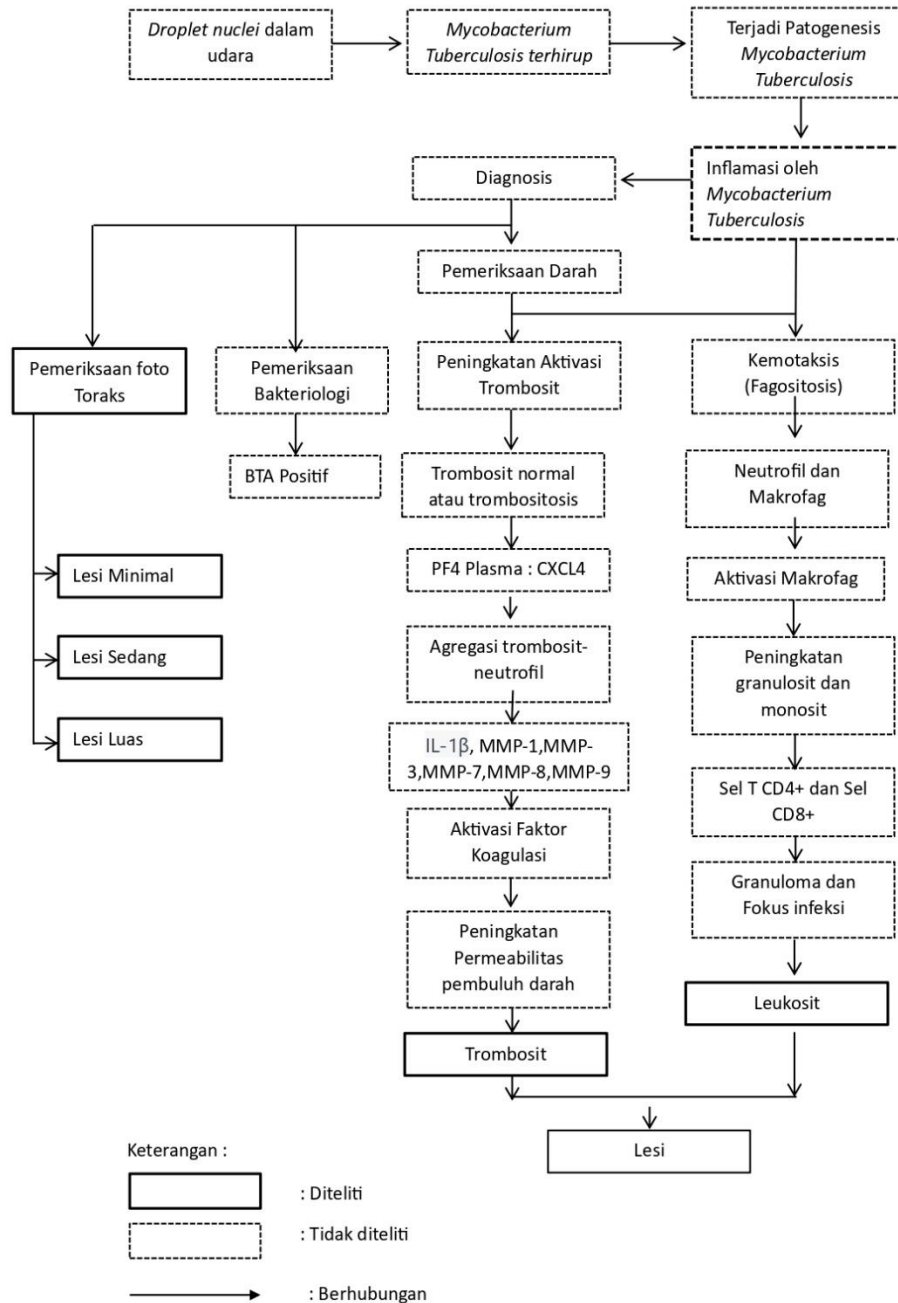 Droplet nuclei dalam
udara
Mycobacterium
Tuberculosis terhirup
Terjadi Patogenesis
Mycobacterium
Tuberculosis
Inflamasi oleh
Mycobacterium
Tuberculosis
Diagnosis
Pemeriksaan Darah
Pemeriksaan foto
Toraks
Pemeriksaan
Bakteriologi
Peningkatan Aktivasi
Trombosit
Kemotaksis
(Fagositosis)
BTA Positif
Trombosit normal
atau trombositosis
Neutrofil dan
Makrofag
Lesi Minimal
PF4 Plasma : CXCL4
Aktivasi Makrofag
Lesi Sedang
Agregasi trombosit-
neutrofil
Peningkatan
granulosit dan
monosit
Lesi Luas
IL-1β, MMP-1,MMP-
3,MMP-7,MMP-8,MMP-9
Sel T CD4+ dan Sel
CD8+
Aktivasi Faktor
Koagulasi
Granuloma dan
Fokus infeksi
Peningkatan
Permeabilitas
pembuluh darah
Leukosit
Trombosit
Lesi
Keterangan :
: Diteliti
: Tidak diteliti
: Berhubungan